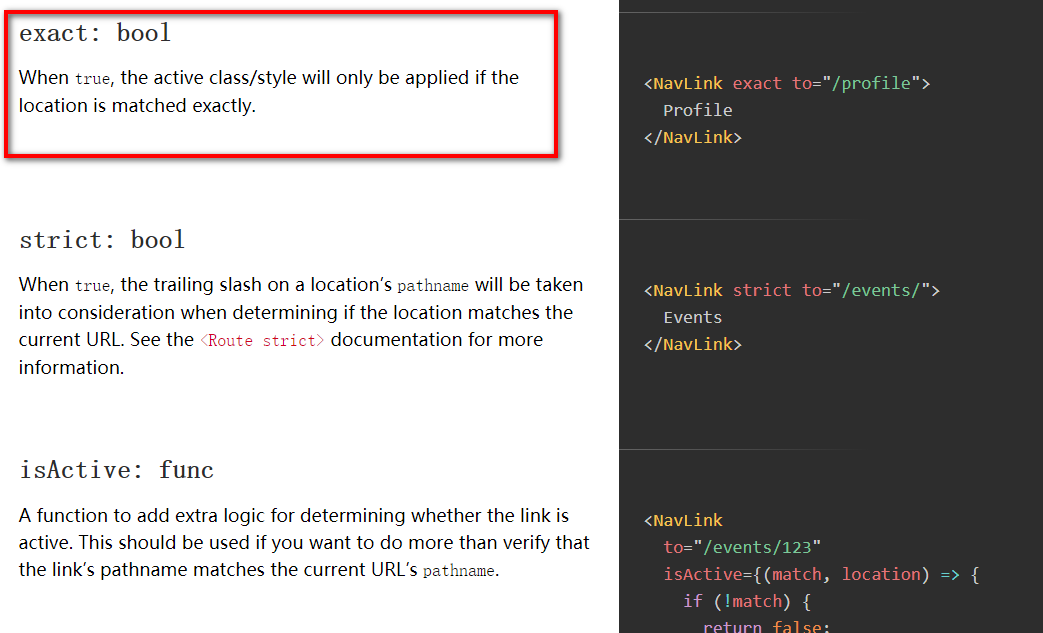 exact: bool
When true, the active class/style will only be applied if the
location is matched exactly.
<NavLink exact to="/profile">
Profile
</NavLink>
strict: bool
When true, the trailing slash on a location’s pathname will be taken
into consideration when determining if the location matches the
current URL. See the <Route strict> documentation for more
information.
<NavLink strict to="/events/">
Events
</NavLink>
isActive: func
A function to add extra logic for determining whether the link is
active. This should be used if you want to do more than verify that
the link’s pathname matches the current URL’s pathname.
<NavLink
to="/events/123"
isActive={(match, location) => {
if (!match) {
return false;